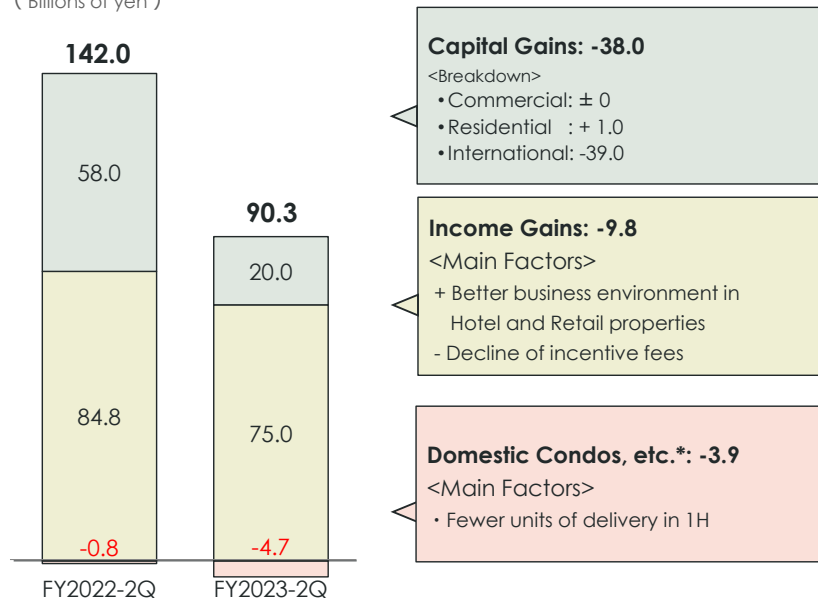 ( Billions of yen )
142.0
58.0
84.8
-0.8
FY2022-2Q
90.3
20.0
75.0
-4.7
FY2023-2Q
Capital Gains: -38.0
<Breakdown>
・Commercial: ± 0
・Residential : + 1.0
・International: -39.0
Income Gains: -9.8
<Main Factors>
+ Better business environment in
Hotel and Retail properties
- Decline of incentive fees
Domestic Condos, etc.*: -3.9
<Main Factors>
・Fewer units of delivery in 1H